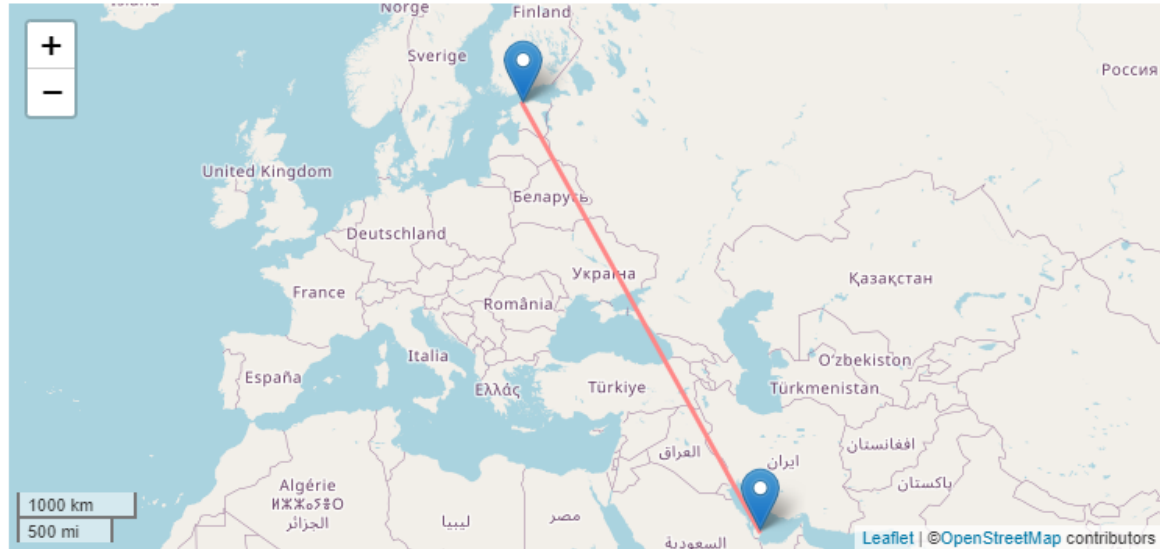 +
−
Norge
Finland
Sverige
Россия
United Kingdom
Беларусь
Deutschland
Україна
Қазақстан
France
România
Italia
O'zbekiston
España
Ελλάς
Türkiye
Türkmenistan
افغانستان
العراق
ایران
پاکستان
Algérie
ⵍⵣⵣⴰⵢⴻⵔ
الجزائر
ليبيا
مصر
السعودية
1000 km
500 mi
Leaflet | ©OpenStreetMap contributors